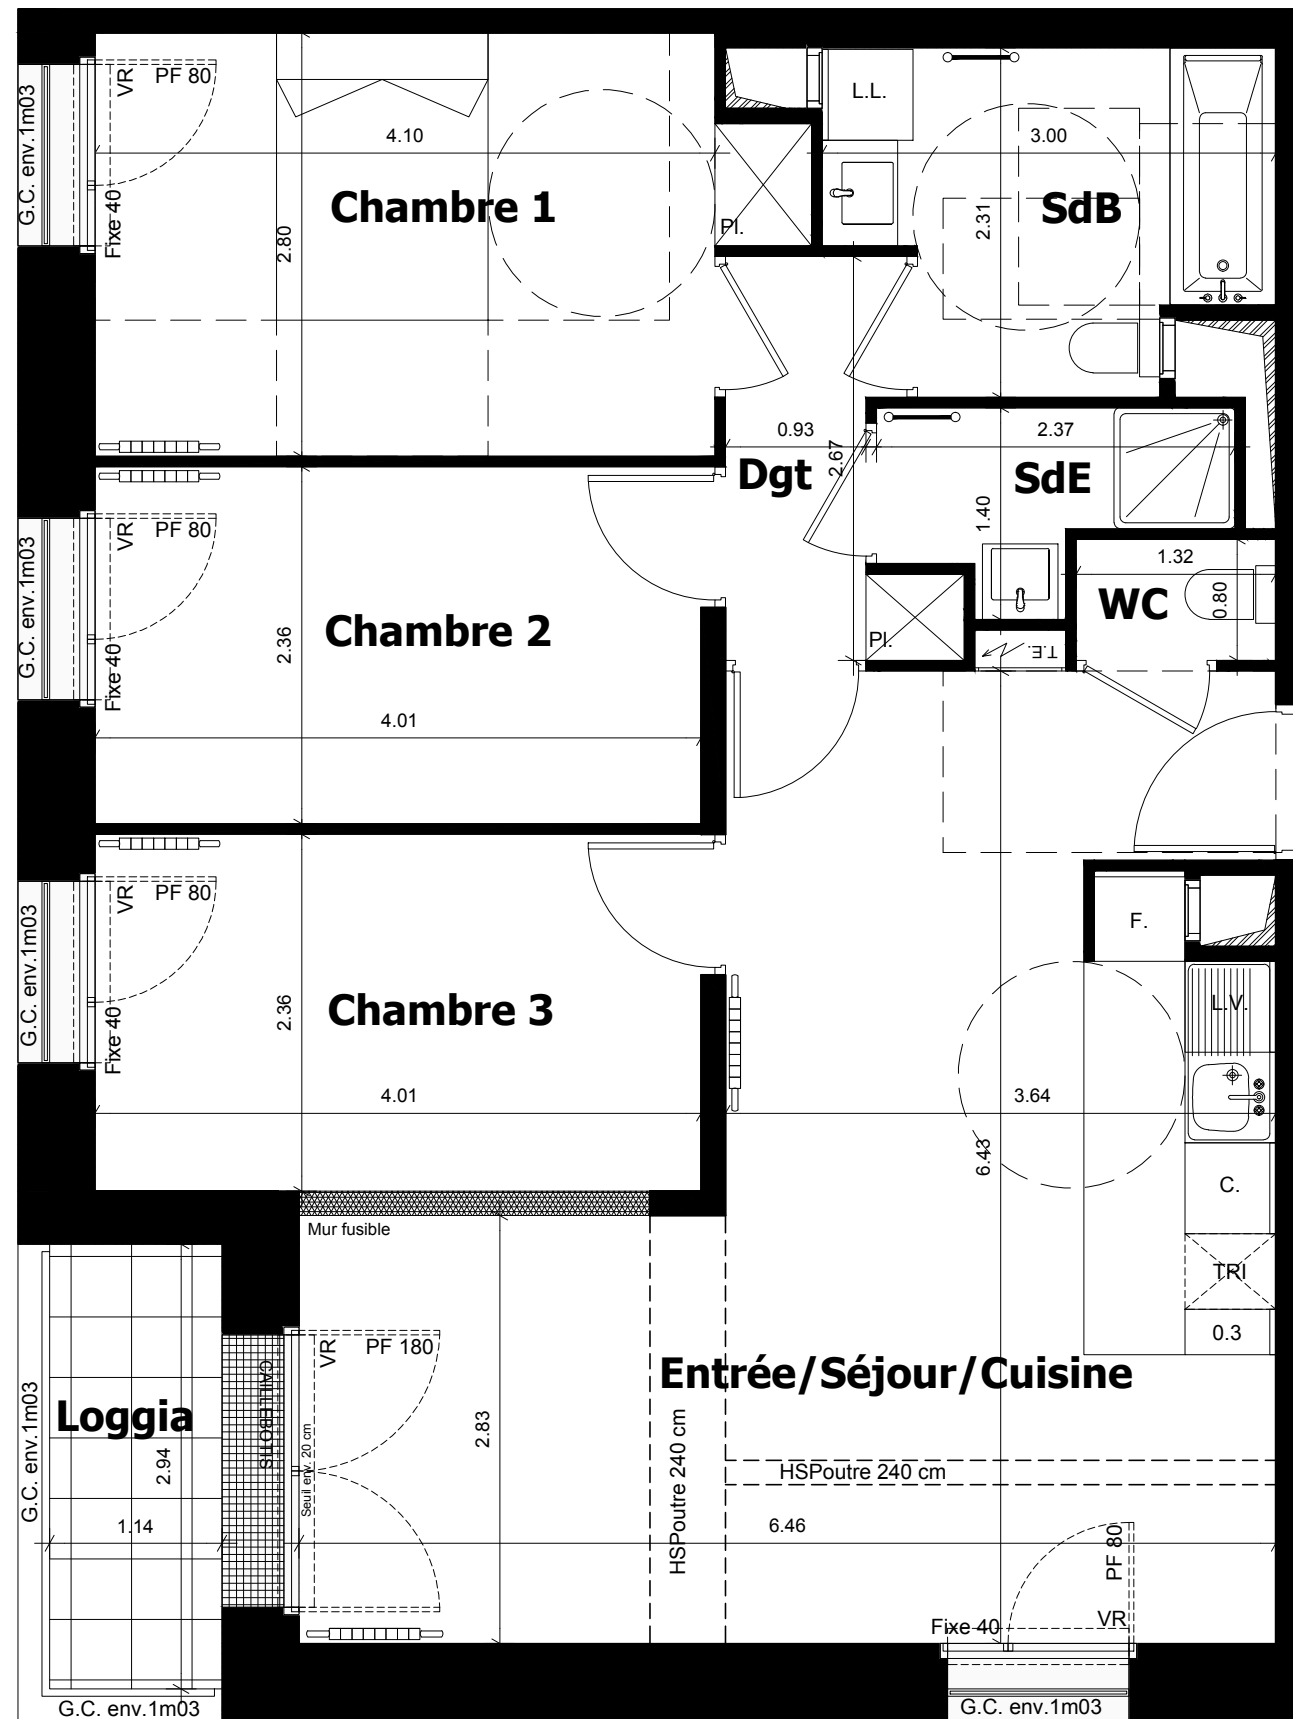 G.C. env.1m03
VR
PF 80
Fixe 40
4.10
Chambre 1
2.80
L.L.
3.00
2.31
SdB
Pl.
0.93
2.67
Dgt
2.37
SdE
1.40
1.32
WC
0.80
Pl.
T.E.
G.C. env.1m03
VR
PF 80
Fixe 40
Chambre 2
2.36
4.01
G.C. env.1m03
VR
PF 80
Fixe 40
Chambre 3
2.36
4.01
F.
L.V.
3.64
6.43
C.
TRI
0.3
Mur fusible
VR
PF 180
Entrée/Séjour/Cuisine
G.C. env.1m03
Loggia
2.94
1.14
CAILLEBOTIS
Seuil env. 20 cm
2.83
HSPoutre 240 cm
HSPoutre 240 cm
6.46
PF 80
Fixe 40
VR
G.C. env.1m03
G.C. env.1m03